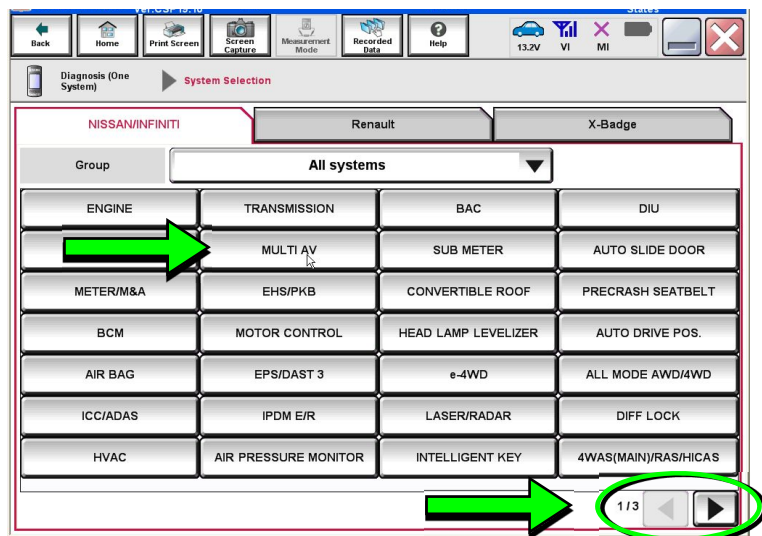 Back
Home
Print Screen
Screen
Capture
Measurement
Mode
Recorded
Data
Help
13.2V
VI
MI
Diagnosis (One
System)
System Selection
NISSAN/INFINITI
Renault
X-Badge
Group
All systems
ENGINE
TRANSMISSION
BAC
DIU
MULTI AV
SUB METER
AUTO SLIDE DOOR
METER/M&A
EHS/PKB
CONVERTIBLE ROOF
PRECRASH SEATBELT
BCM
MOTOR CONTROL
HEAD LAMP LEVELIZER
AUTO DRIVE POS.
AIR BAG
EPS/DAST 3
e-4WD
ALL MODE AWD/4WD
ICC/ADAS
IPDM E/R
LASER/RADAR
DIFF LOCK
HVAC
AIR PRESSURE MONITOR
INTELLIGENT KEY
4WAS(MAIN)/RAS/HICAS
1/3